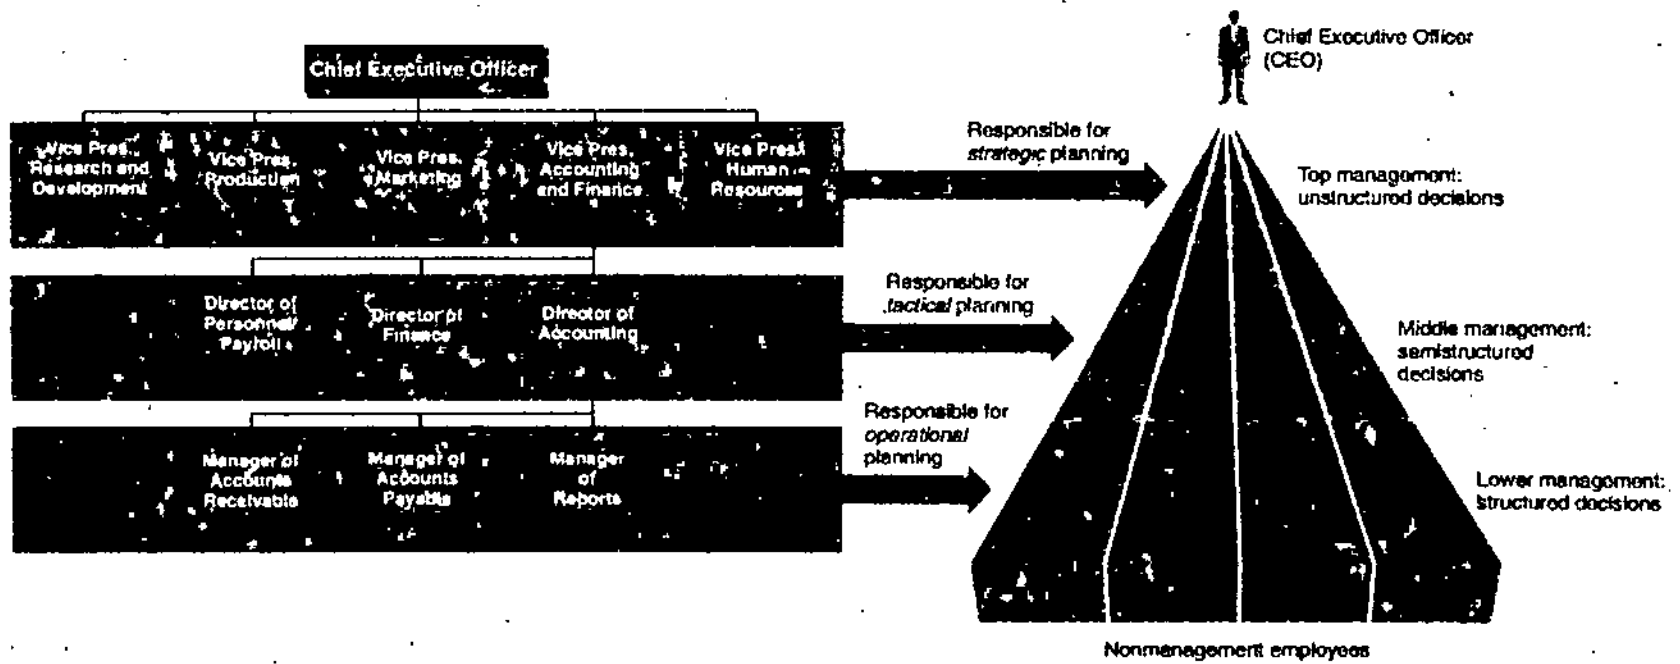 Chief Executive Officer
Vice Pres.
Research and
Development
Vice Pres.
Production
Vice Pres.
Marketing
Vice Pres.
Accounting
and Finance
Vice Pres.
Human
Resources
Director of
Personnel/
Payroll
Director of
Finance
Director of
Accounting
Manager of
Accounts
Receivable
Manager of
Accounts
Payable
Manager
of
Reports
Responsible for
strategic planning
Responsible for
tactical planning
Responsible for
operational
planning
Chief Executive Officer
(CEO)
Top management:
unstructured decisions
Middle management:
semistructured
decisions
Lower management:
structured decisions
Nonmanagement employees